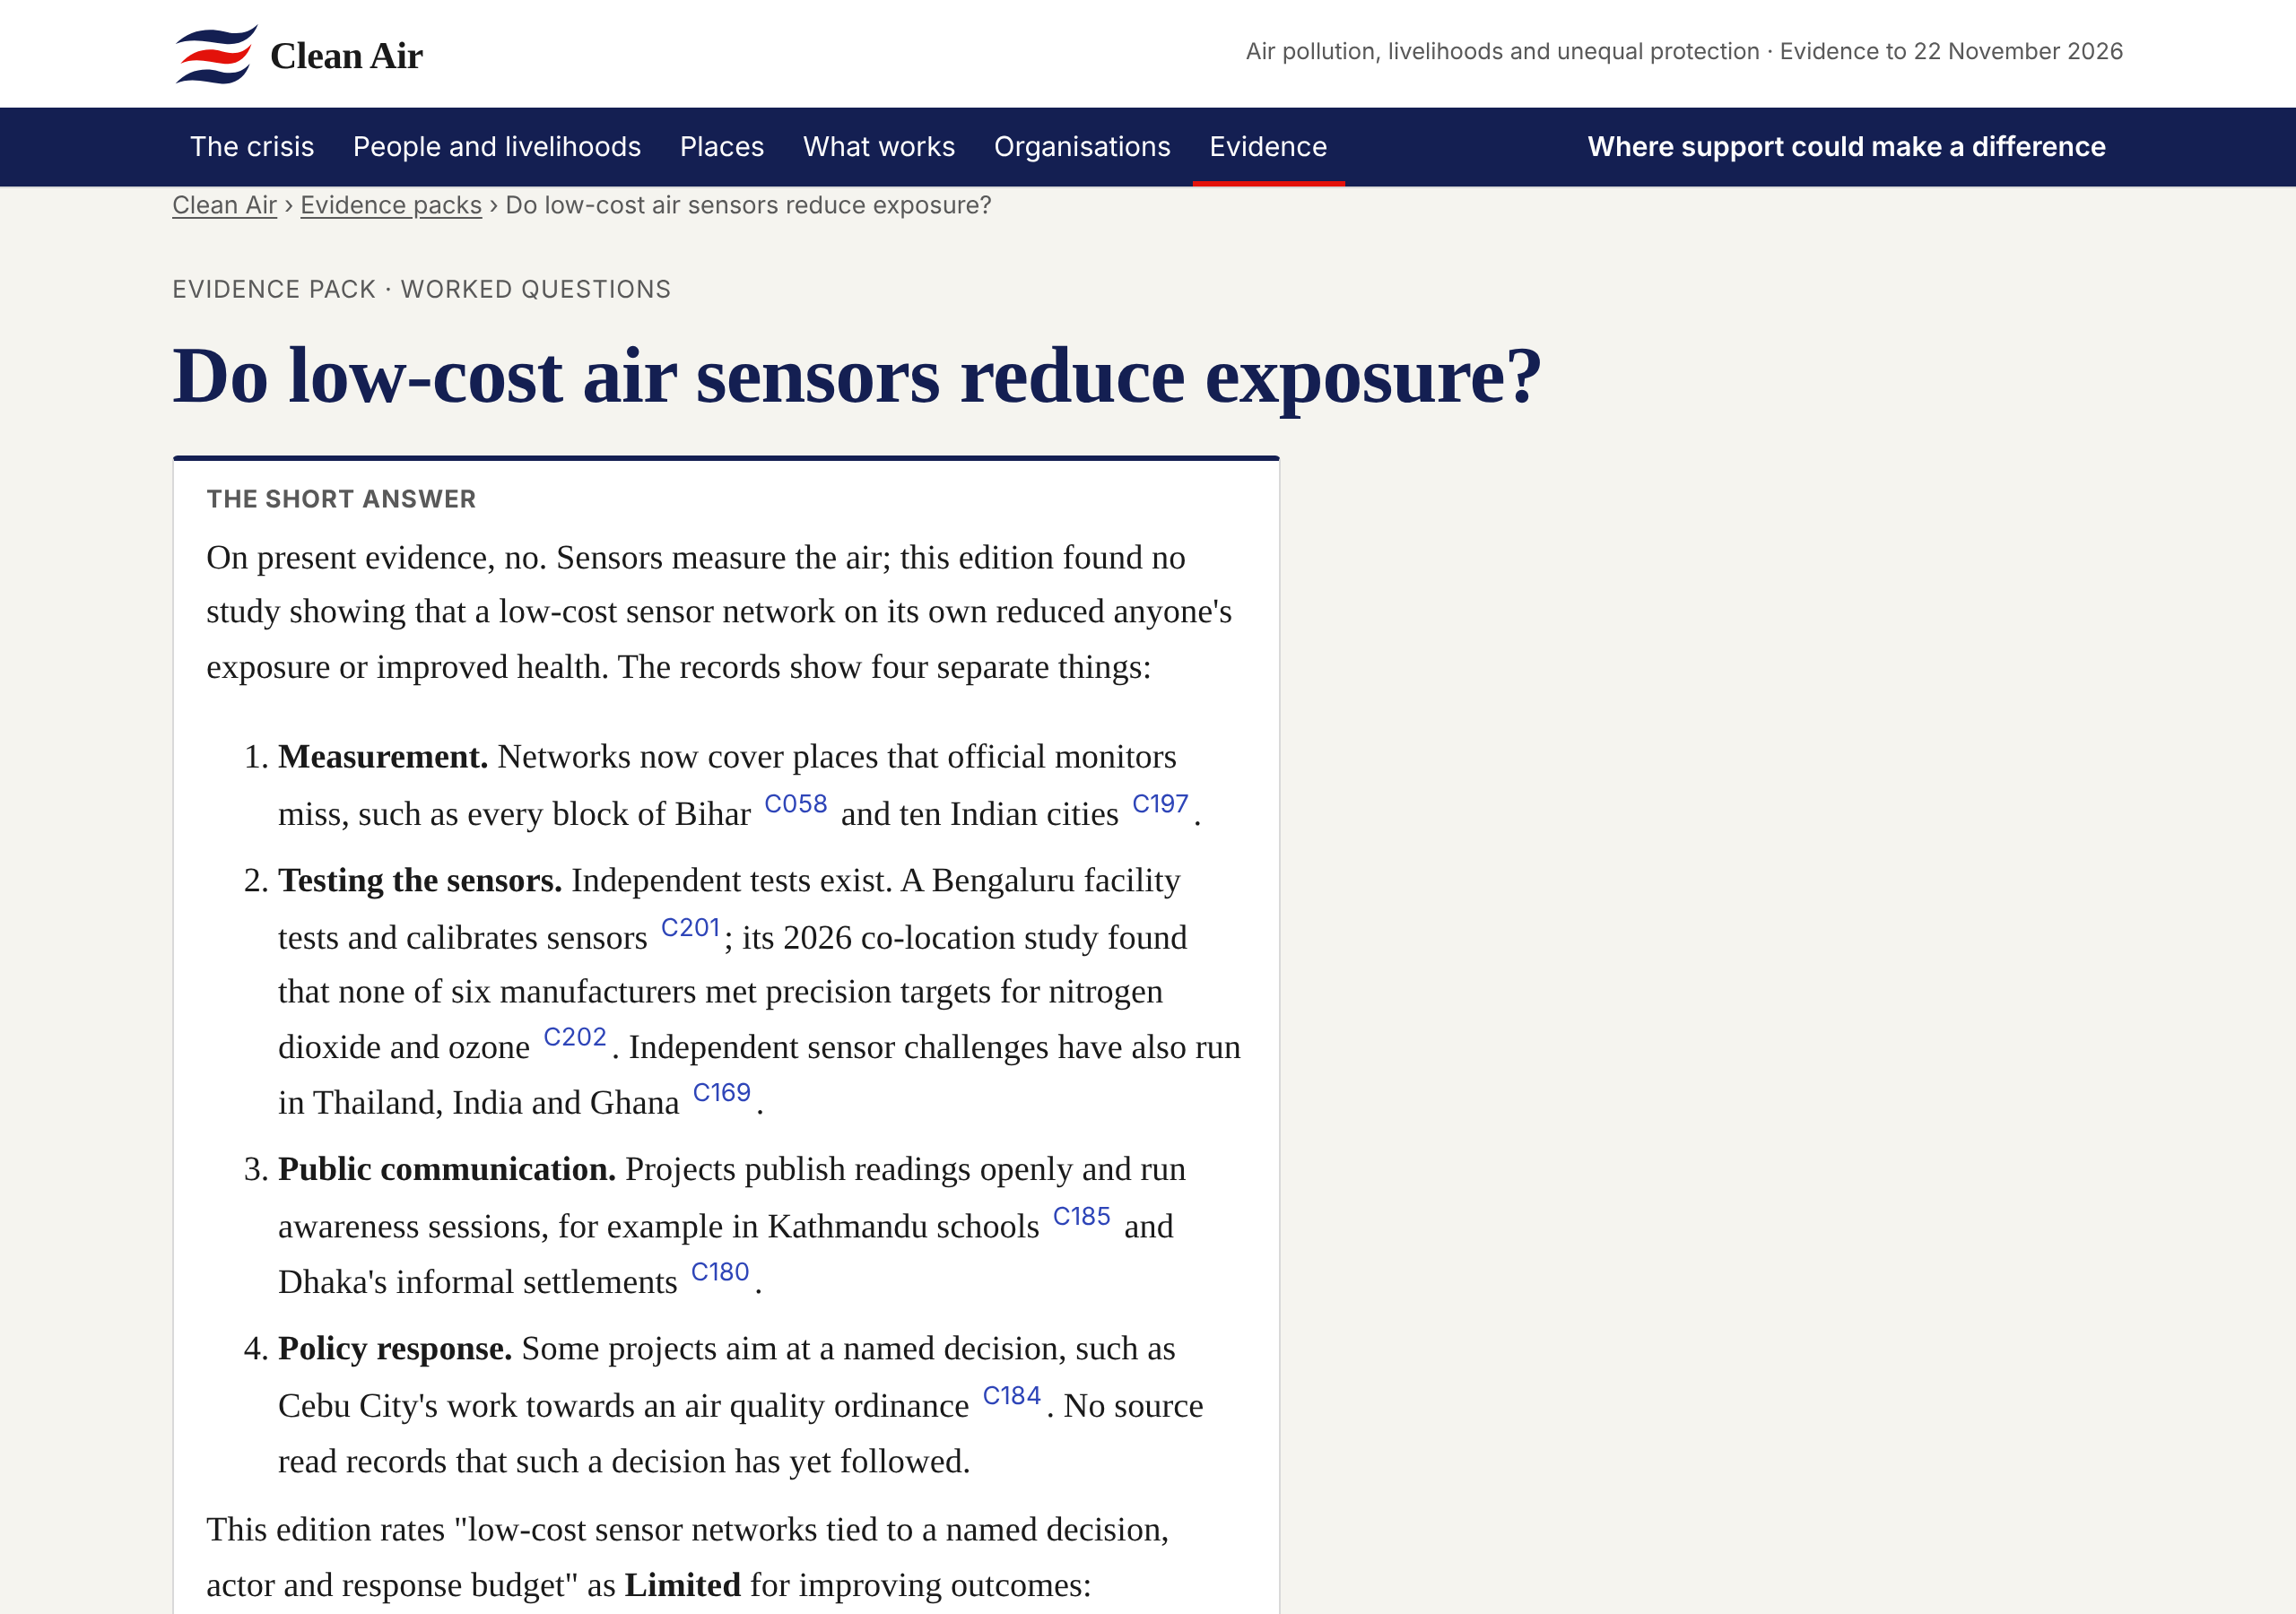 Clean Air
Air pollution, livelihoods and unequal protection · Evidence to 22 November 2026
The crisis People and livelihoods Places What works Organisations Evidence Where support could make a difference
Clean Air › Evidence packs › Do low-cost air sensors reduce exposure?
EVIDENCE PACK · WORKED QUESTIONS
Do low-cost air sensors reduce exposure?
THE SHORT ANSWER
On present evidence, no. Sensors measure the air; this edition found no
study showing that a low-cost sensor network on its own reduced anyone's
exposure or improved health. The records show four separate things:
1. Measurement. Networks now cover places that official monitors
miss, such as every block of Bihar C058 and ten Indian cities C197.
2. Testing the sensors. Independent tests exist. A Bengaluru facility
tests and calibrates sensors C201; its 2026 co-location study found
that none of six manufacturers met precision targets for nitrogen
dioxide and ozone C202. Independent sensor challenges have also run
in Thailand, India and Ghana C169.
3. Public communication. Projects publish readings openly and run
awareness sessions, for example in Kathmandu schools C185 and
Dhaka's informal settlements C180.
4. Policy response. Some projects aim at a named decision, such as
Cebu City's work towards an air quality ordinance C184. No source
read records that such a decision has yet followed.
This edition rates "low-cost sensor networks tied to a named decision,
actor and response budget" as Limited for improving outcomes: